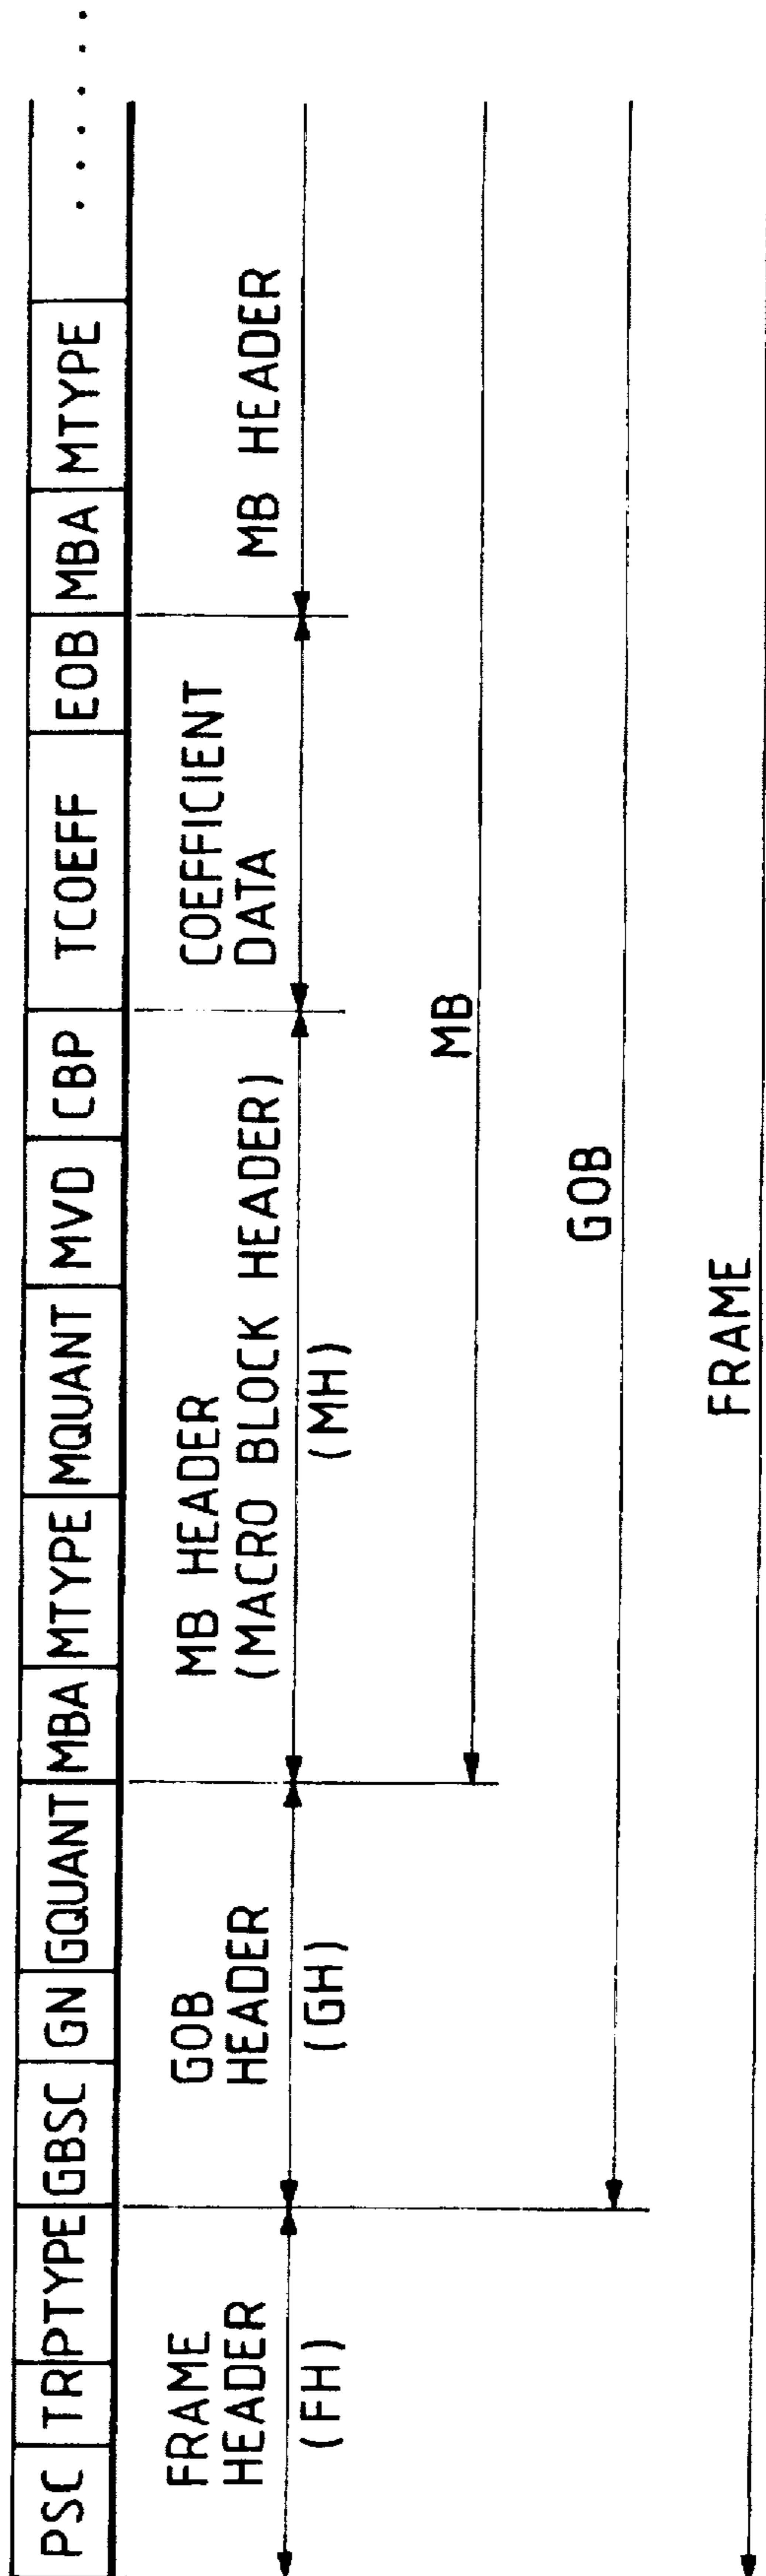 PSC TR PTYPE GBSC GN GQUANT MBA MTYPE MQUANT MVD CBP TCOEFF EOB MBA MTYPE ......
FRAME
HEADER
(FH)
GOB
HEADER
(GH)
MB HEADER
(MACRO BLOCK HEADER)
(MH)
COEFFICIENT
DATA
MB HEADER
MB
GOB
FRAME